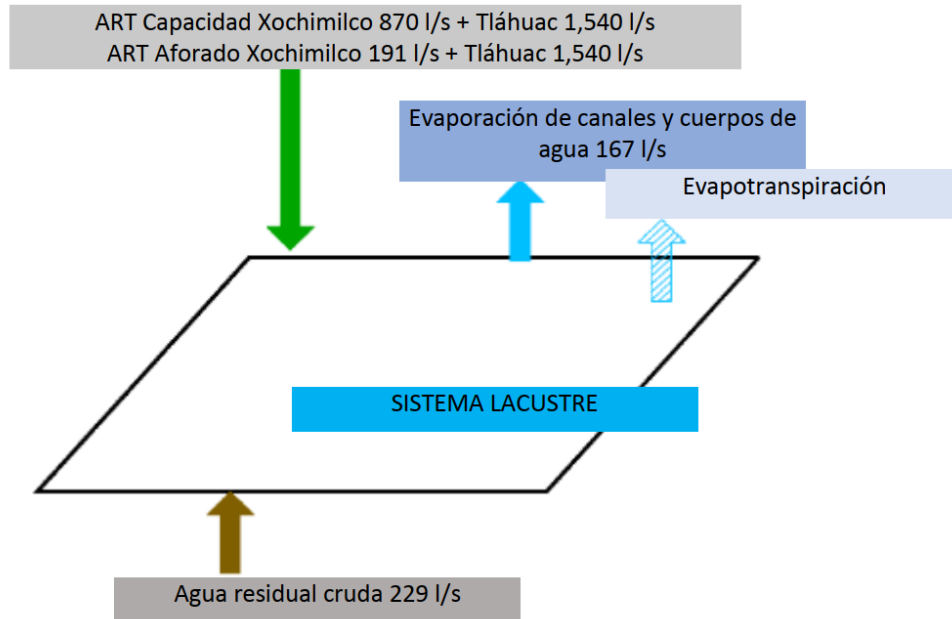 ART Capacidad Xochimilco 870 l/s + Tláhuac 1,540 l/s
ART Aforado Xochimilco 191 l/s + Tláhuac 1,540 l/s
Evaporación de canales y cuerpos de
agua 167 l/s
Evapotranspiración
SISTEMA LACUSTRE
Agua residual cruda 229 l/s